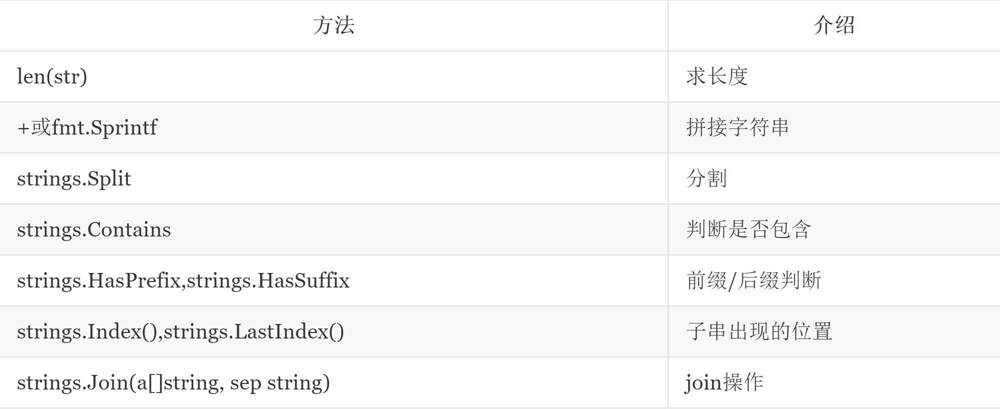 方法 介绍
len(str) 求长度
+或fmt.Sprintf 拼接字符串
strings.Split 分割
strings.Contains 判断是否包含
strings.HasPrefix,strings.HasSuffix 前缀/后缀判断
strings.Index(),strings.LastIndex() 子串出现的位置
strings.Join(a[]string, sep string) join操作